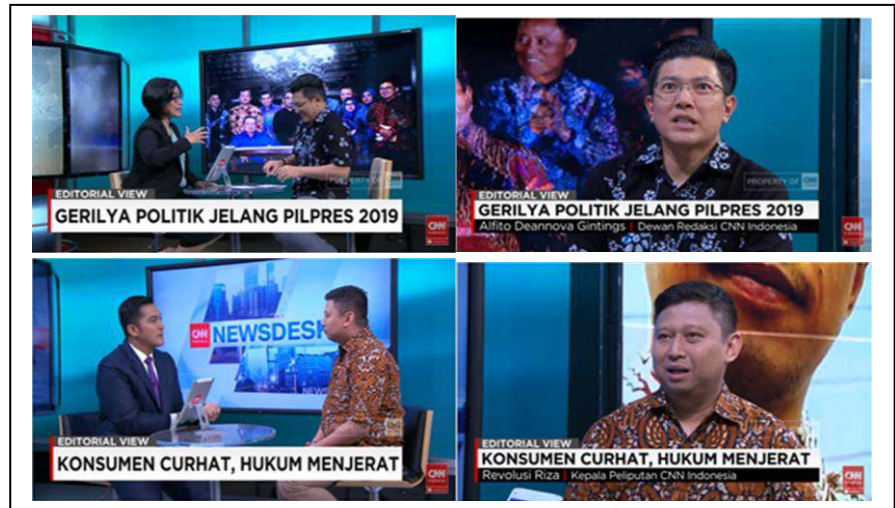 EDITORIAL VIEW
GERILYA POLITIK JELANG PILPRES 2019
CNN
PROPERTY OF CNN
EDITORIAL VIEW
GERILYA POLITIK JELANG PILPRES 2019
Alfito Deannova Gintings | Dewan Redaksi CNN Indonesia
CNN
CNN NEWSDESK
EDITORIAL VIEW
KONSUMEN CURHAT, HUKUM MENJERAT
CNN
EDITORIAL VIEW
KONSUMEN CURHAT, HUKUM MENJERAT
Revolusi Riza | Kepala Peliputan CNN Indonesia
CNN